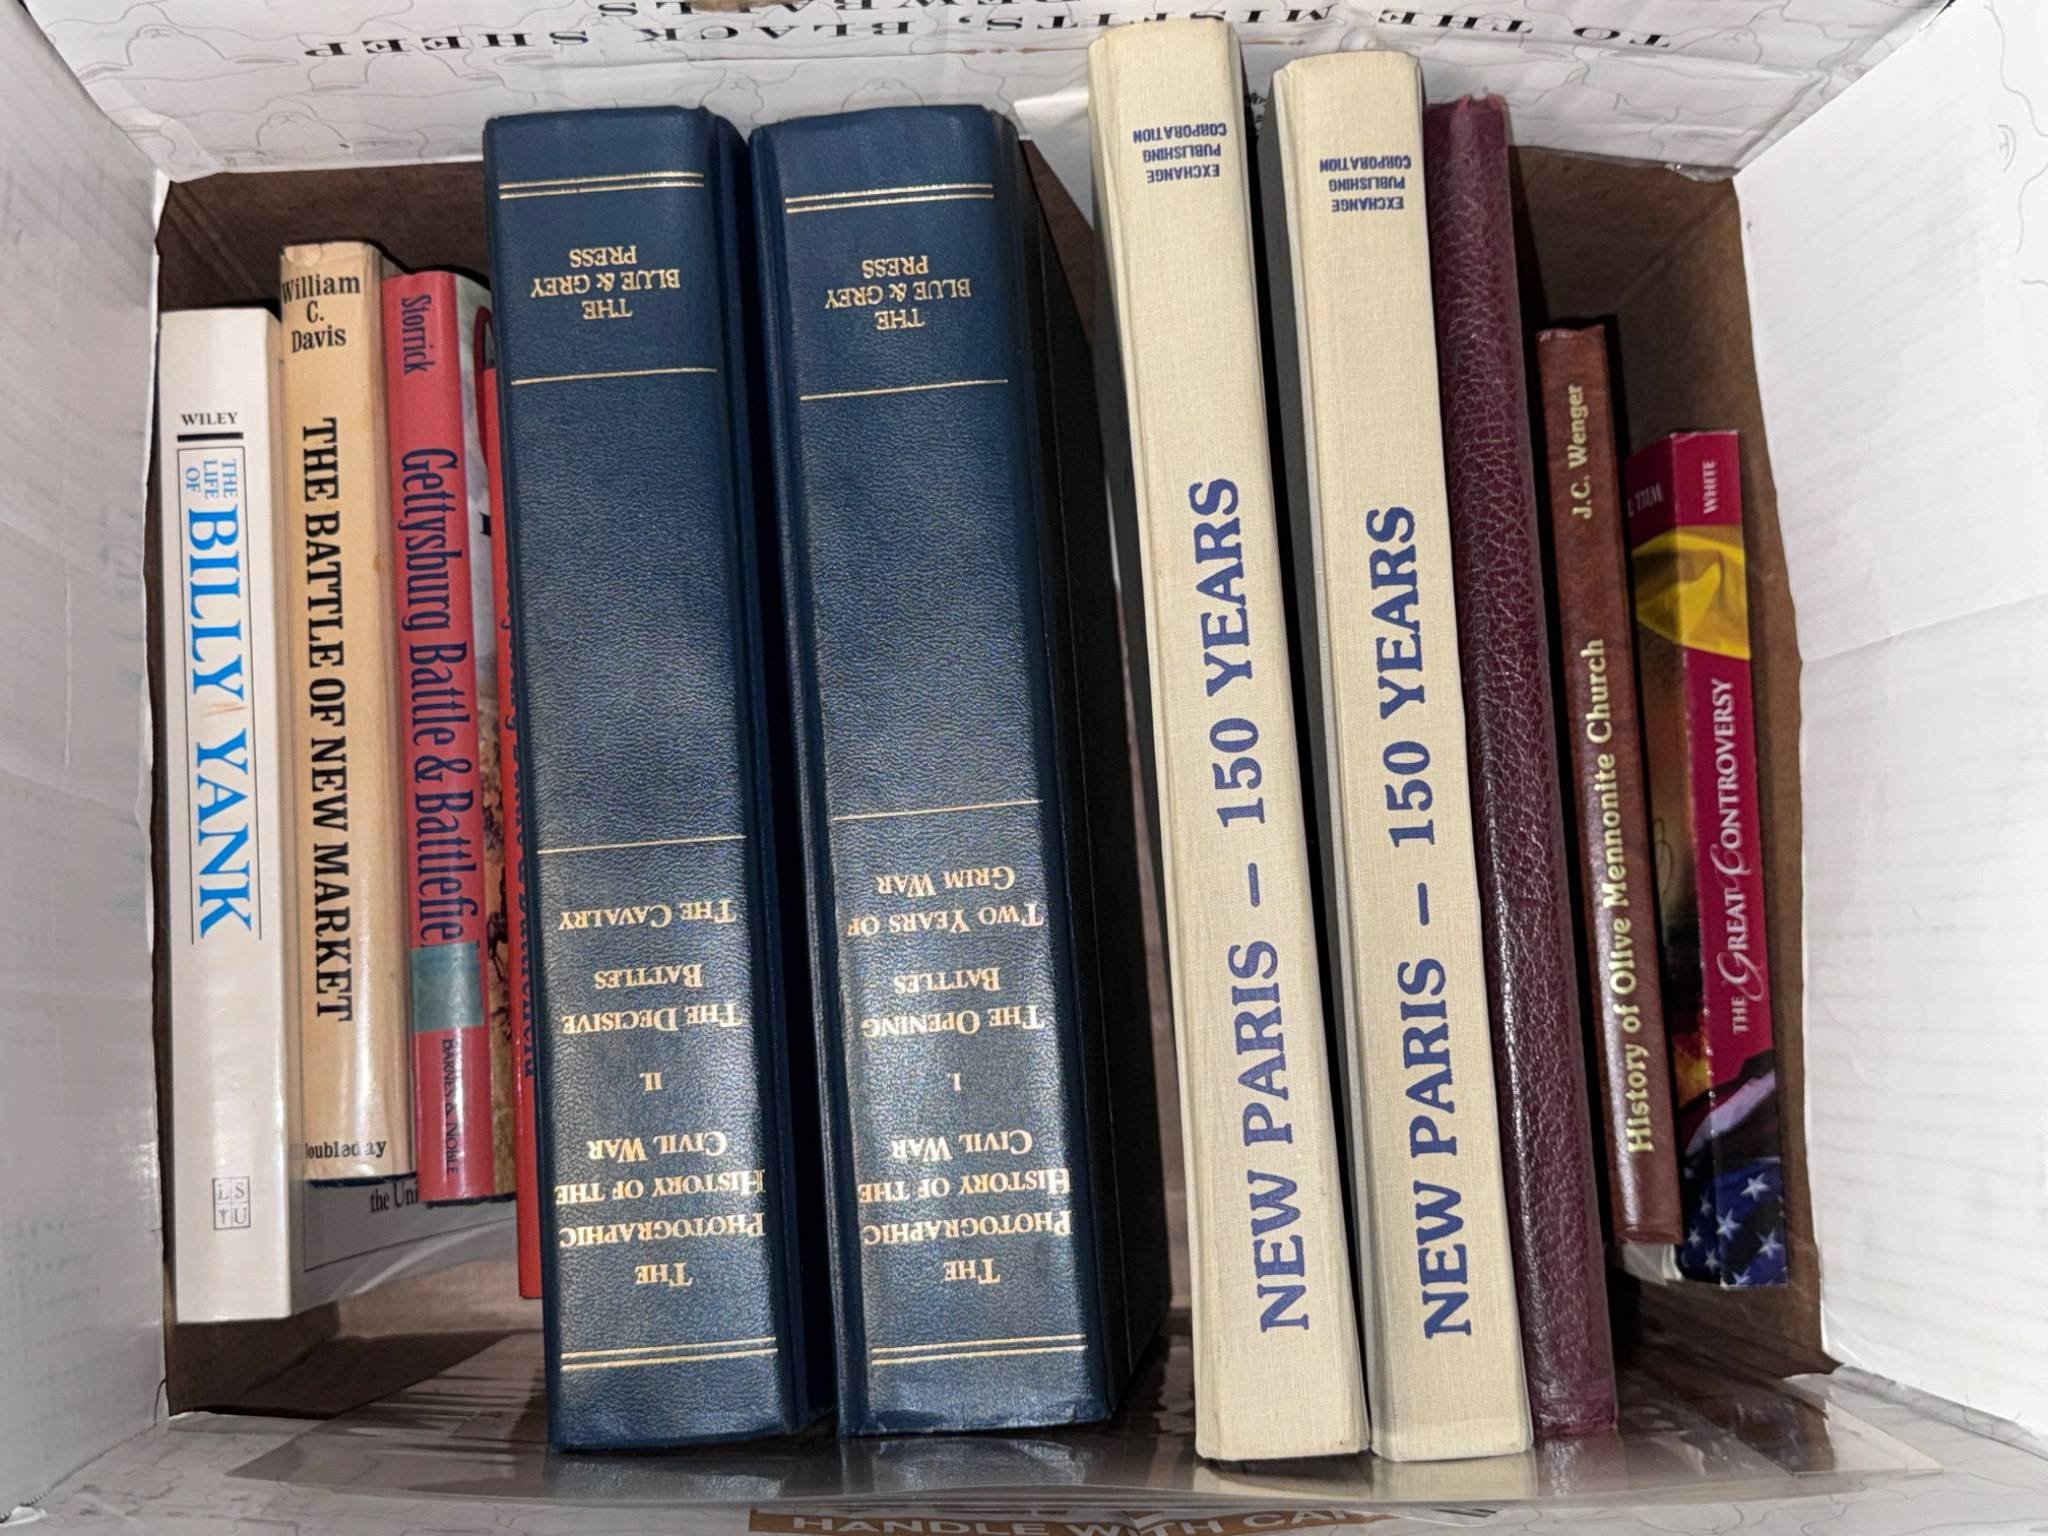 TO THE MISFITS, BLACK SHEEP
WILEY
THE
LIFE
OF
BILLY YANK
L S
U
William
C.
Davis
THE BATTLE OF NEW MARKET
Doubleday
the Uni
Storrick
Gettysburg Battle & Battlefie
BARNES & NOBLE
THE
PHOTOGRAPHIC
HISTORY OF THE
CIVIL WAR
II
THE DECISIVE
BATTLES
THE CAVALRY
THE
BLUE & GREY
PRESS
THE
PHOTOGRAPHIC
HISTORY OF THE
CIVIL WAR
I
THE OPENING
BATTLES
TWO YEARS OF
GRIM WAR
THE
BLUE & GREY
PRESS
NEW PARIS – 150 YEARS
EXCHANGE
PUBLISHING
CORPORATION
NEW PARIS – 150 YEARS
EXCHANGE
PUBLISHING
CORPORATION
History of Olive Mennonite Church
J.C. Wenger
WILL
THE GREAT CONTROVERSY
WHITE
HANDLE WITH CAR